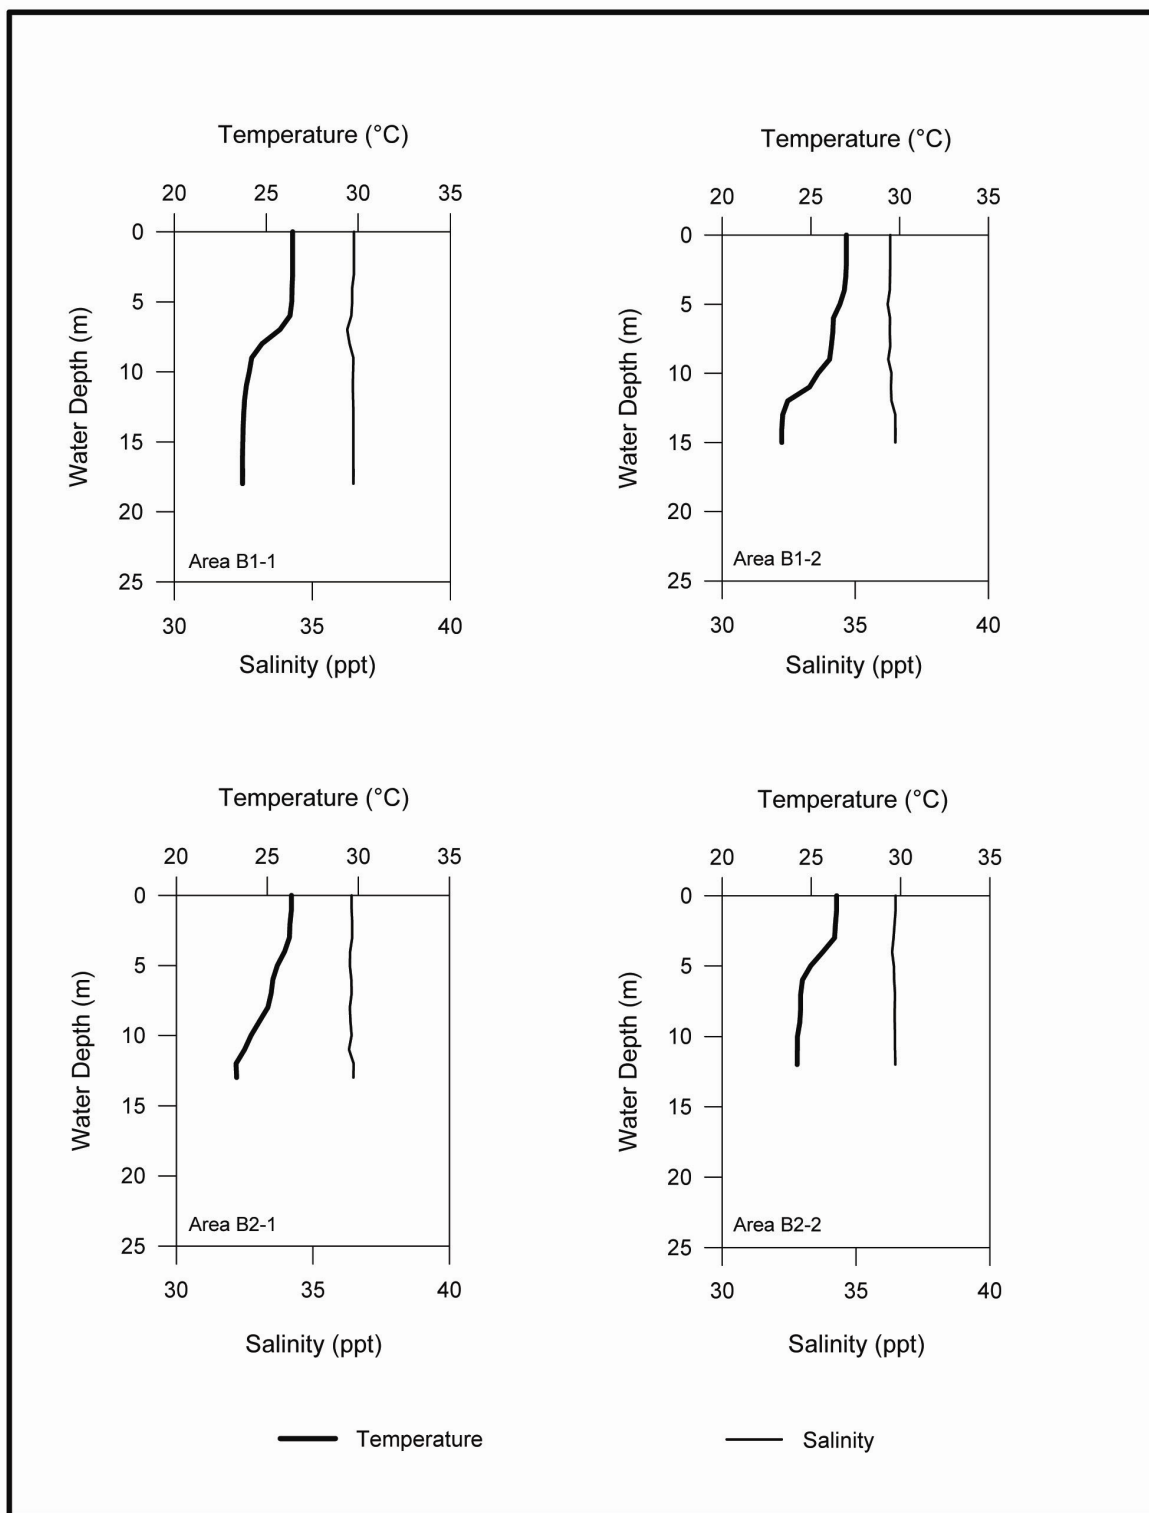 Temperature (°C)
20 25 30 35
0
5
10
15
20
25
Water Depth (m)
Area B1-1
30 35 40
Salinity (ppt)
Temperature (°C)
20 25 30 35
0
5
10
15
20
25
Water Depth (m)
Area B1-2
30 35 40
Salinity (ppt)
Temperature (°C)
20 25 30 35
0
5
10
15
20
25
Water Depth (m)
Area B2-1
30 35 40
Salinity (ppt)
Temperature (°C)
20 25 30 35
0
5
10
15
20
25
Water Depth (m)
Area B2-2
30 35 40
Salinity (ppt)
Temperature
Salinity